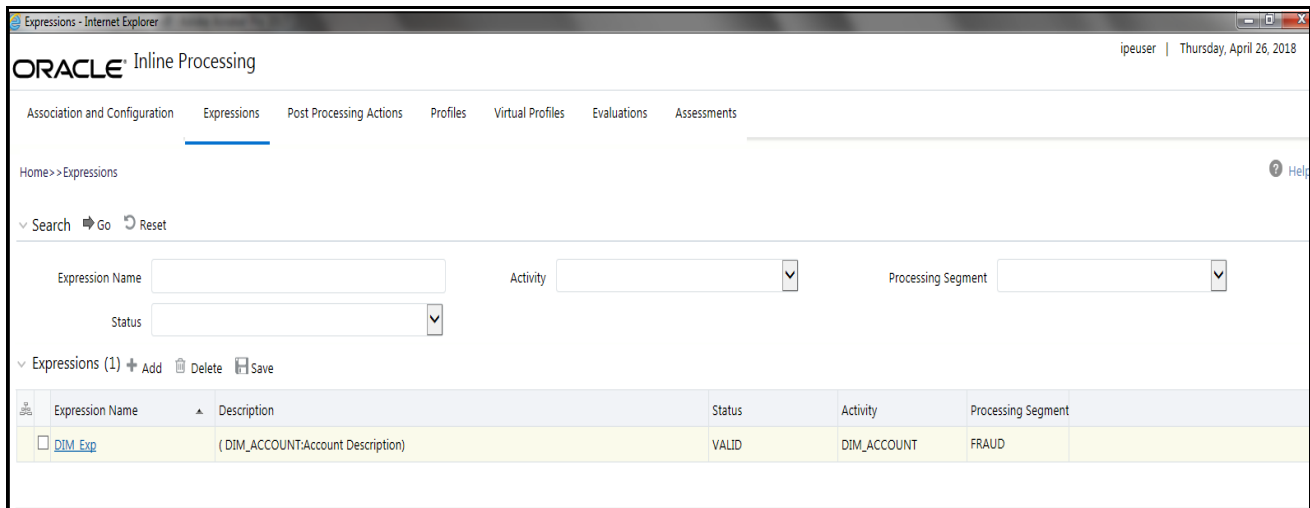 Expressions - Internet Explorer
ORACLE® Inline Processing
ipeuser | Thursday, April 26, 2018
Association and Configuration Expressions Post Processing Actions Profiles Virtual Profiles Evaluations Assessments
Home>>Expressions
? Help
Search Go Reset
Expression Name Activity Processing Segment
Status
Expressions (1) + Add Delete Save
Expression Name Description Status Activity Processing Segment
DIM_Exp ( DIM_ACCOUNT:Account Description) VALID DIM_ACCOUNT FRAUD